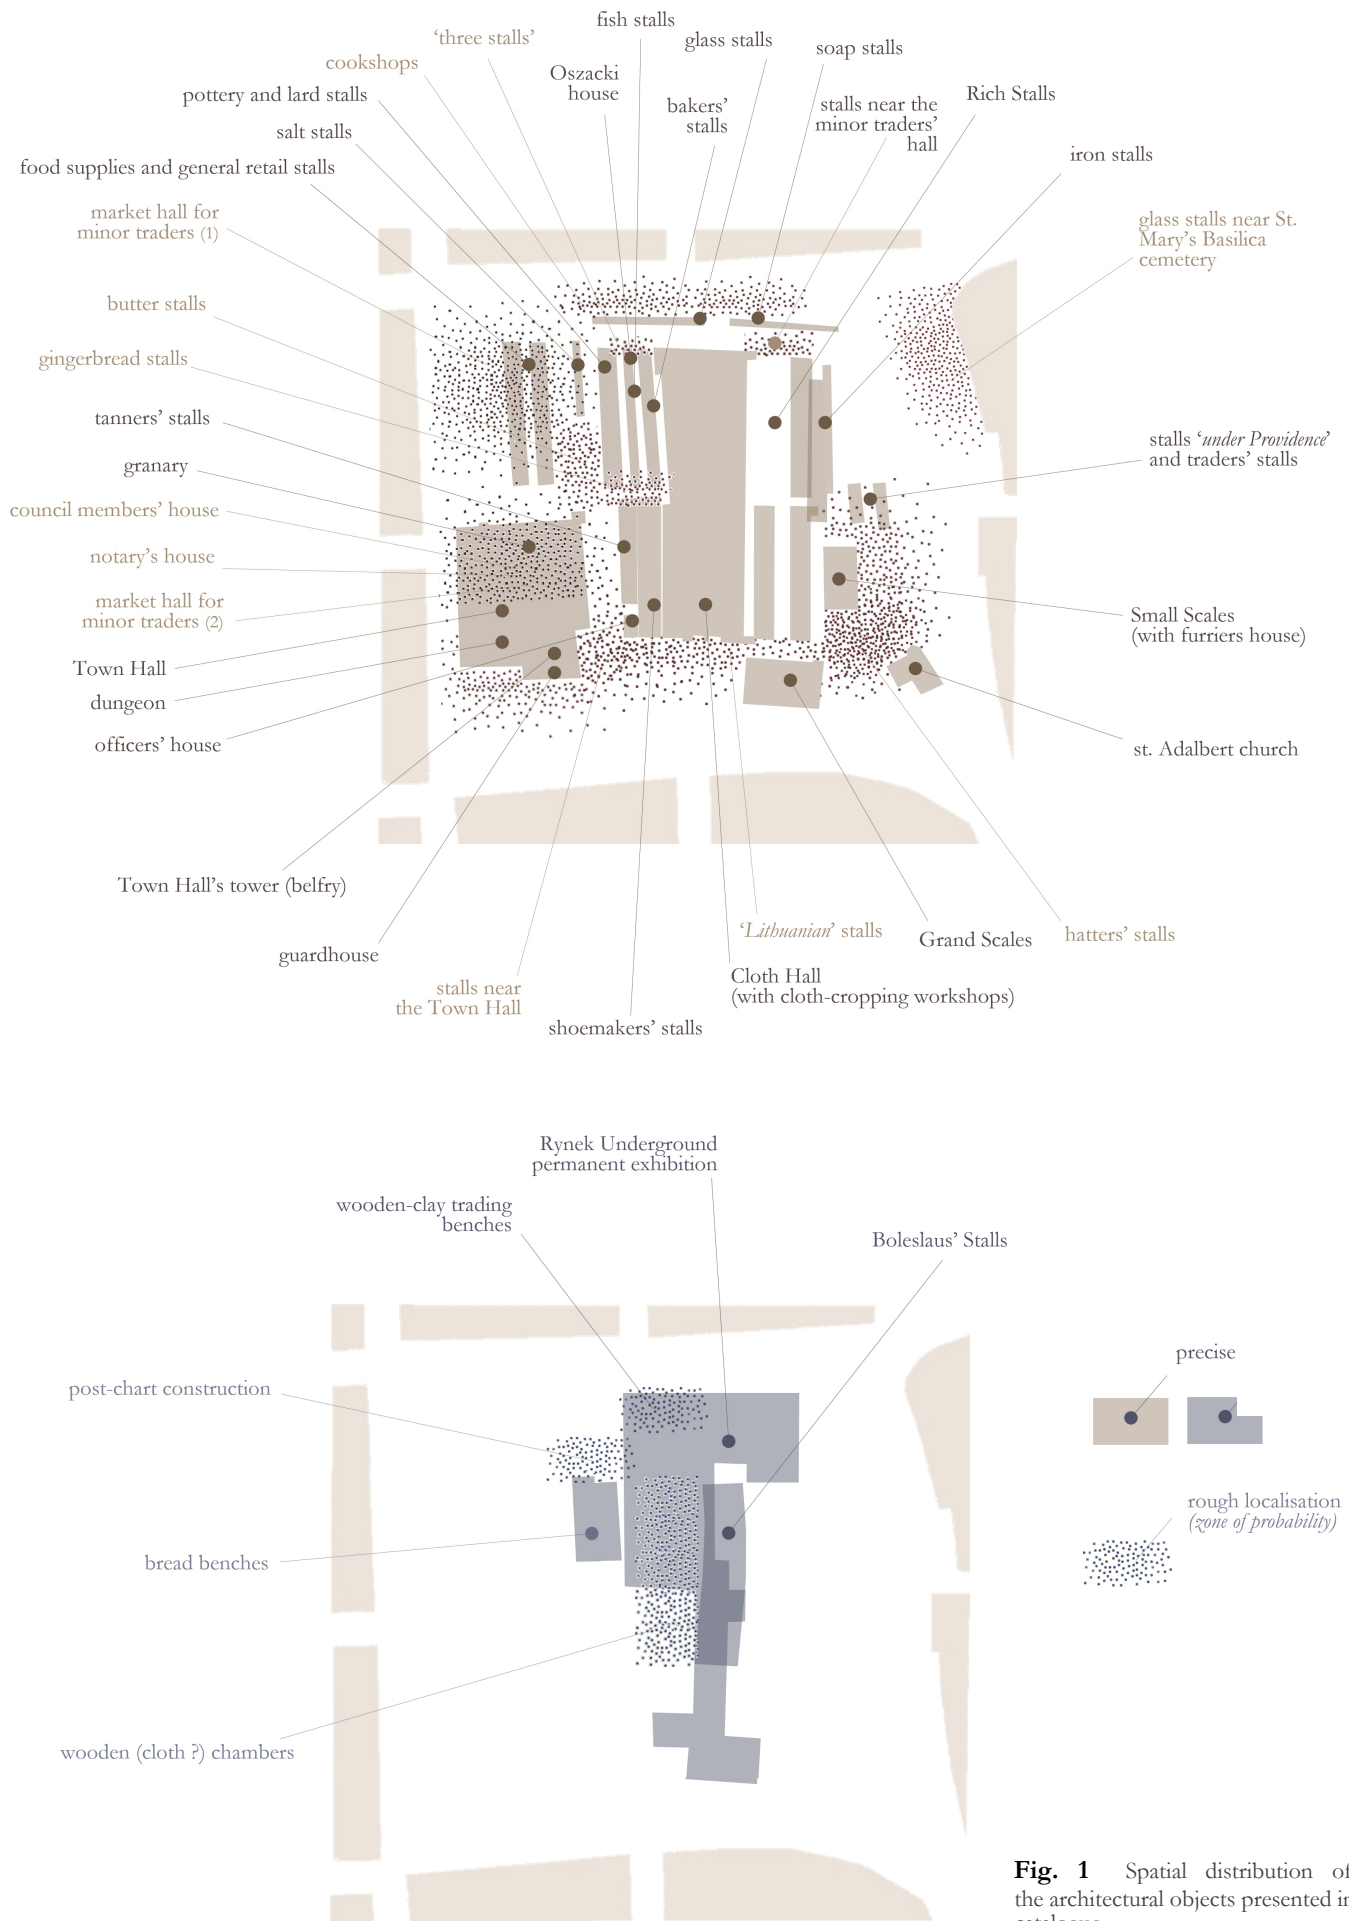 fish stalls
‘three stalls’
glass stalls
soap stalls
cookshops
Oszacki
house
pottery and lard stalls
bakers’
stalls
stalls near the
minor traders’
hall
Rich Stalls
salt stalls
iron stalls
food supplies and general retail stalls
market hall for
minor traders (1)
glass stalls near St.
Mary’s Basilica
cemetery
butter stalls
gingerbread stalls
tanners’ stalls
stalls ‘under Providence’
and traders’ stalls
granary
council members’ house
notary’s house
market hall for
minor traders (2)
Small Scales
(with furriers house)
Town Hall
dungeon
officers’ house
st. Adalbert church
Town Hall’s tower (belfry)
guardhouse
‘Lithuanian’ stalls
Grand Scales
hatters’ stalls
stalls near
the Town Hall
Cloth Hall
(with cloth-cropping workshops)
shoemakers’ stalls
Rynek Underground
permanent exhibition
wooden-clay trading
benches
Boleslaus’ Stalls
precise
post-chart construction
rough localisation
(zone of probability)
bread benches
wooden (cloth ?) chambers
Fig. 1 Spatial distribution of
the architectural objects presented in